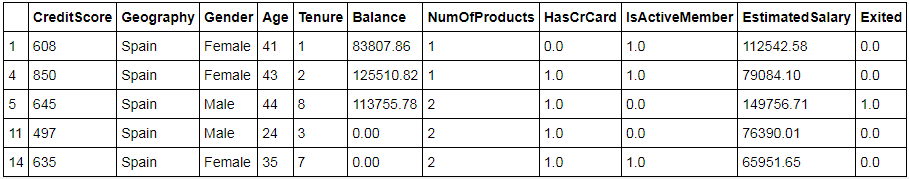 CreditScore Geography Gender Age Tenure Balance NumOfProducts HasCrCard IsActiveMember EstimatedSalary Exited
1 608 Spain Female 41 1 83807.86 1 0.0 1.0 112542.58 0.0
4 850 Spain Female 43 2 125510.82 1 1.0 1.0 79084.10 0.0
5 645 Spain Male 44 8 113755.78 2 1.0 0.0 149756.71 1.0
11 497 Spain Male 24 3 0.00 2 1.0 0.0 76390.01 0.0
14 635 Spain Female 35 7 0.00 2 1.0 1.0 65951.65 0.0